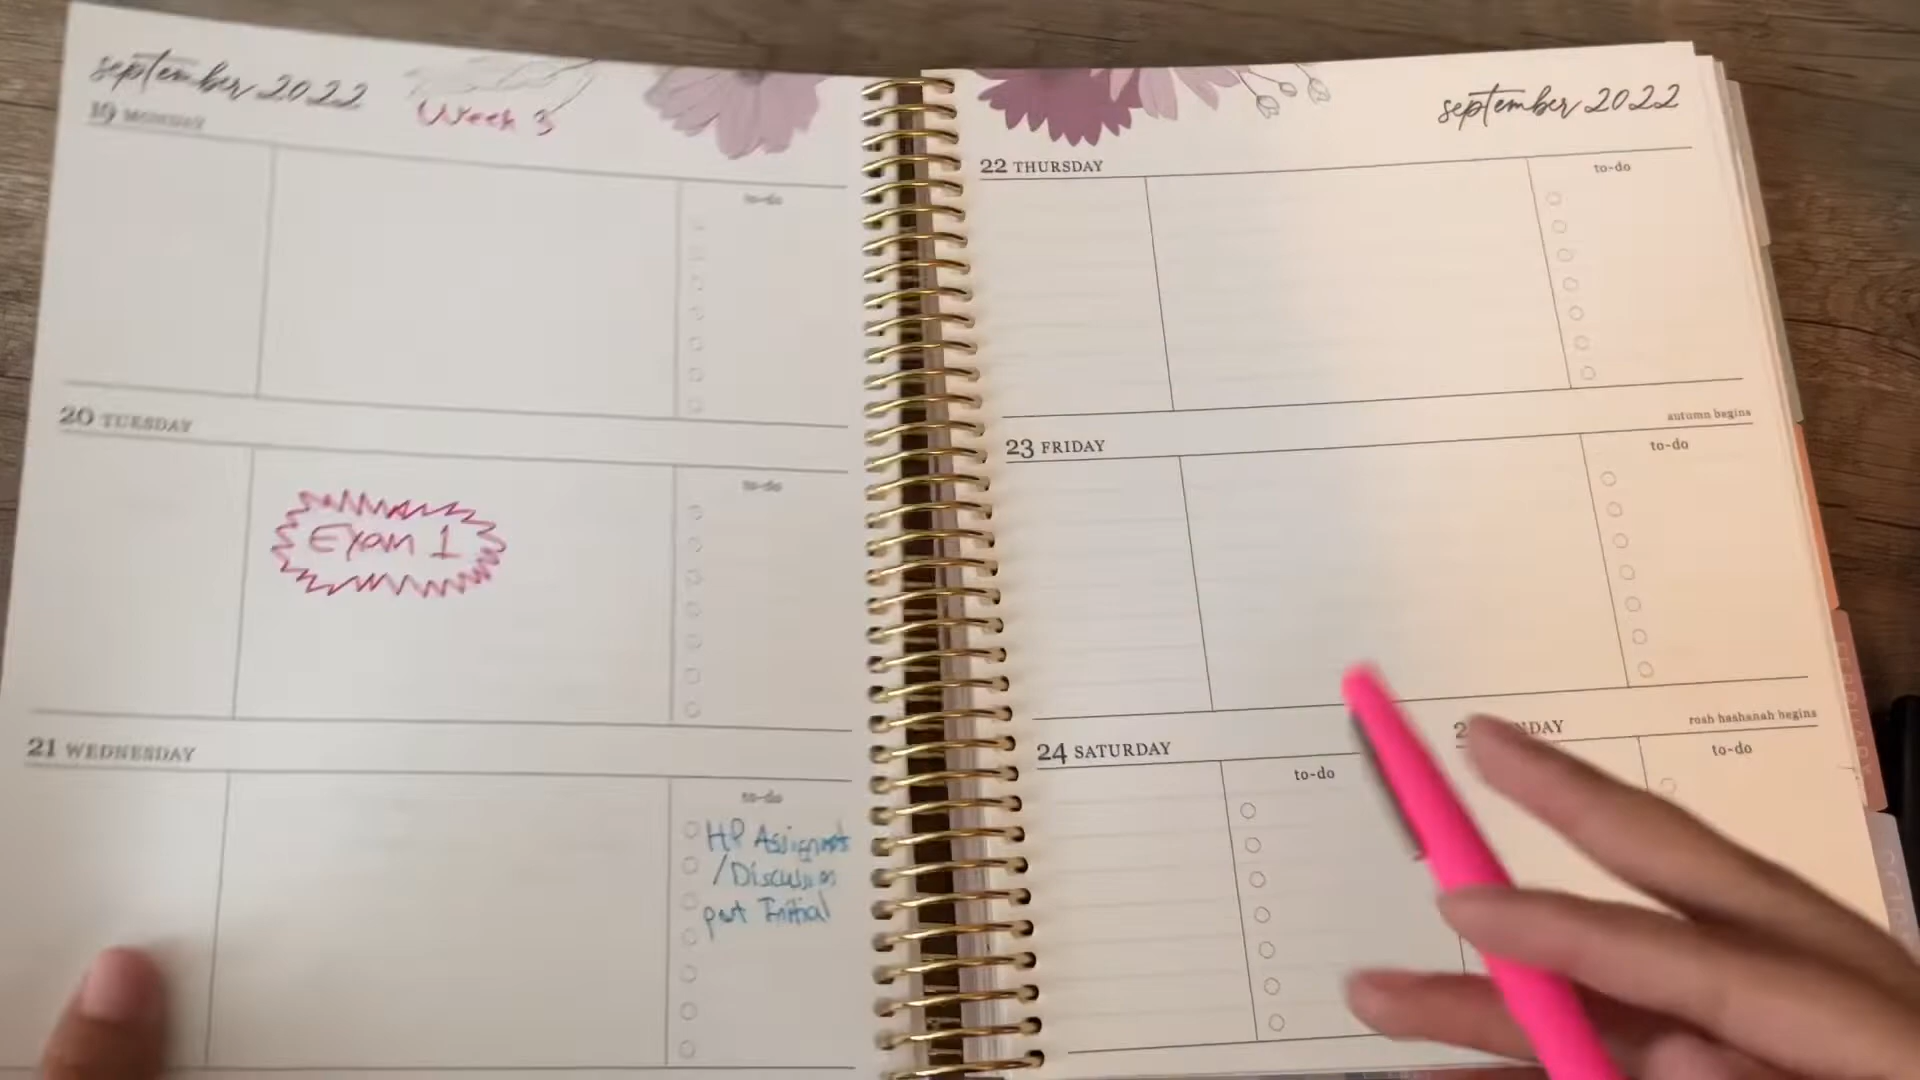 september 2022
Week 3
19 MONDAY
to-do
20 TUESDAY
to-do
Exam 1
21 WEDNESDAY
to-do
HP Assignments
/Discussion
post Initial
september 2022
22 THURSDAY
to-do
autumn begins
23 FRIDAY
to-do
24 SATURDAY
to-do
rosh hashanah begins
to-do
FEBRUARY